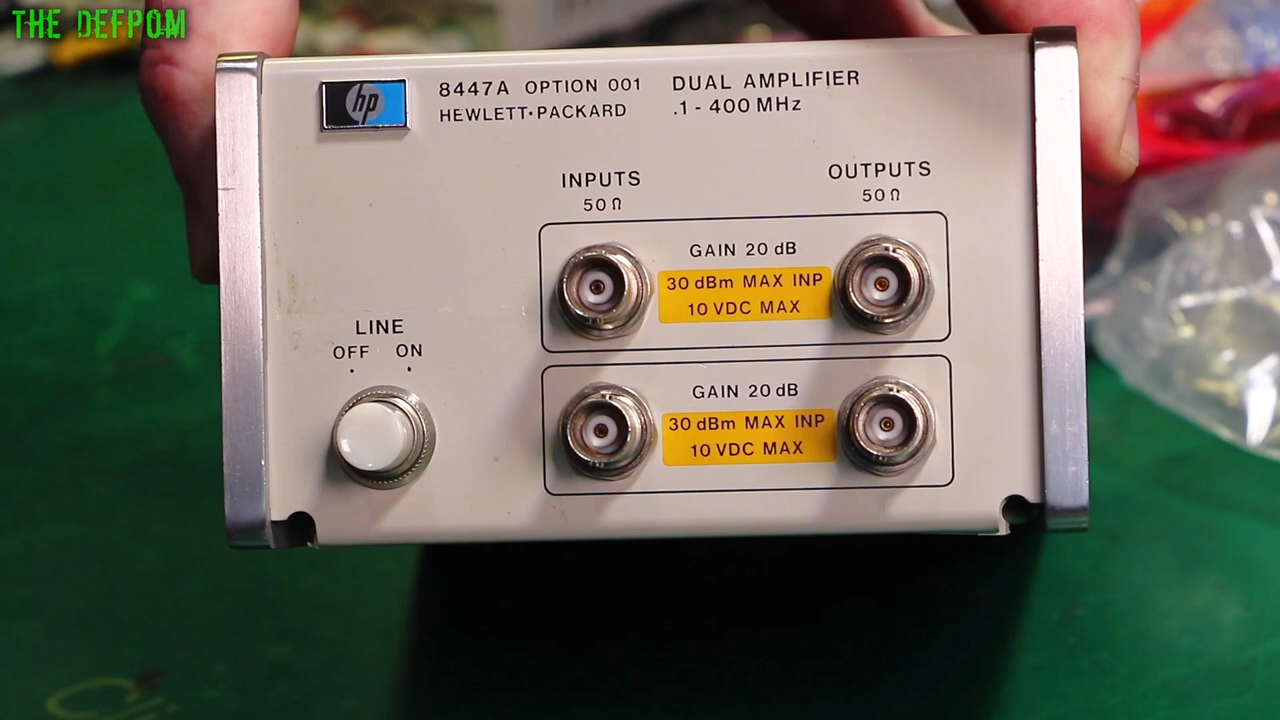 THE DEFPOM
hp
8447A OPTION 001
HEWLETT•PACKARD
DUAL AMPLIFIER
.1 - 400 MHz
INPUTS
50 Ω
OUTPUTS
50 Ω
GAIN 20 dB
30 dBm MAX INP
10 VDC MAX
LINE
OFF ON
GAIN 20 dB
30 dBm MAX INP
10 VDC MAX